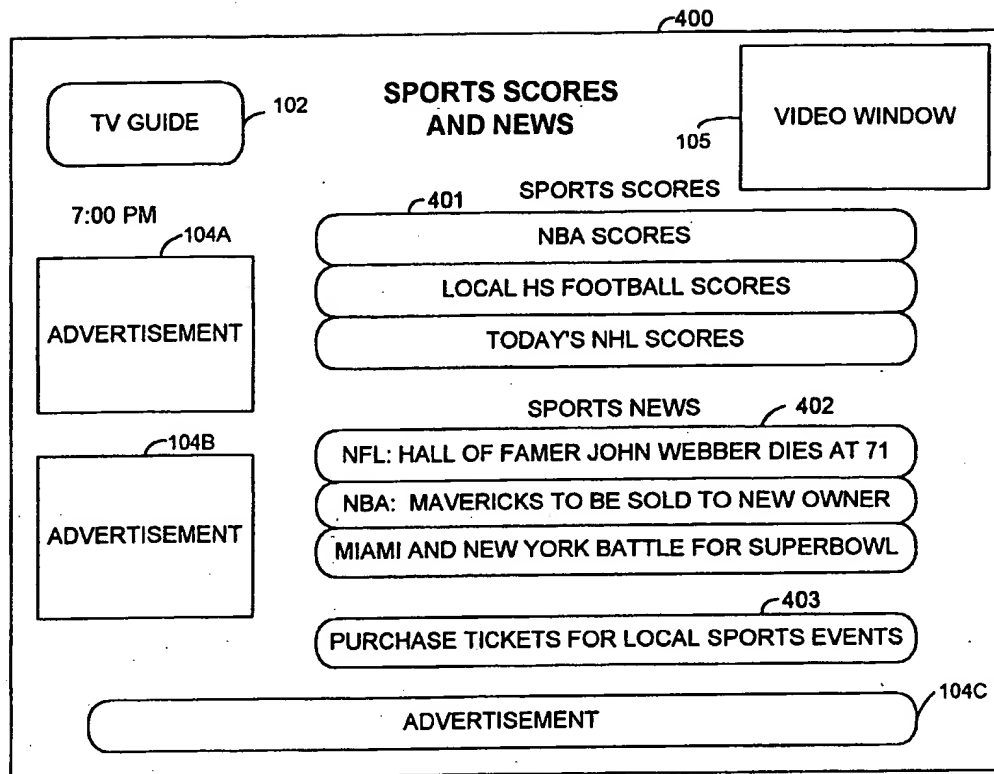 400
TV GUIDE
102
SPORTS SCORES
AND NEWS
105
VIDEO WINDOW
7:00 PM
SPORTS SCORES
401
NBA SCORES
LOCAL HS FOOTBALL SCORES
TODAY'S NHL SCORES
104A
ADVERTISEMENT
SPORTS NEWS
402
NFL: HALL OF FAMER JOHN WEBBER DIES AT 71
NBA: MAVERICKS TO BE SOLD TO NEW OWNER
MIAMI AND NEW YORK BATTLE FOR SUPERBOWL
104B
ADVERTISEMENT
403
PURCHASE TICKETS FOR LOCAL SPORTS EVENTS
104C
ADVERTISEMENT